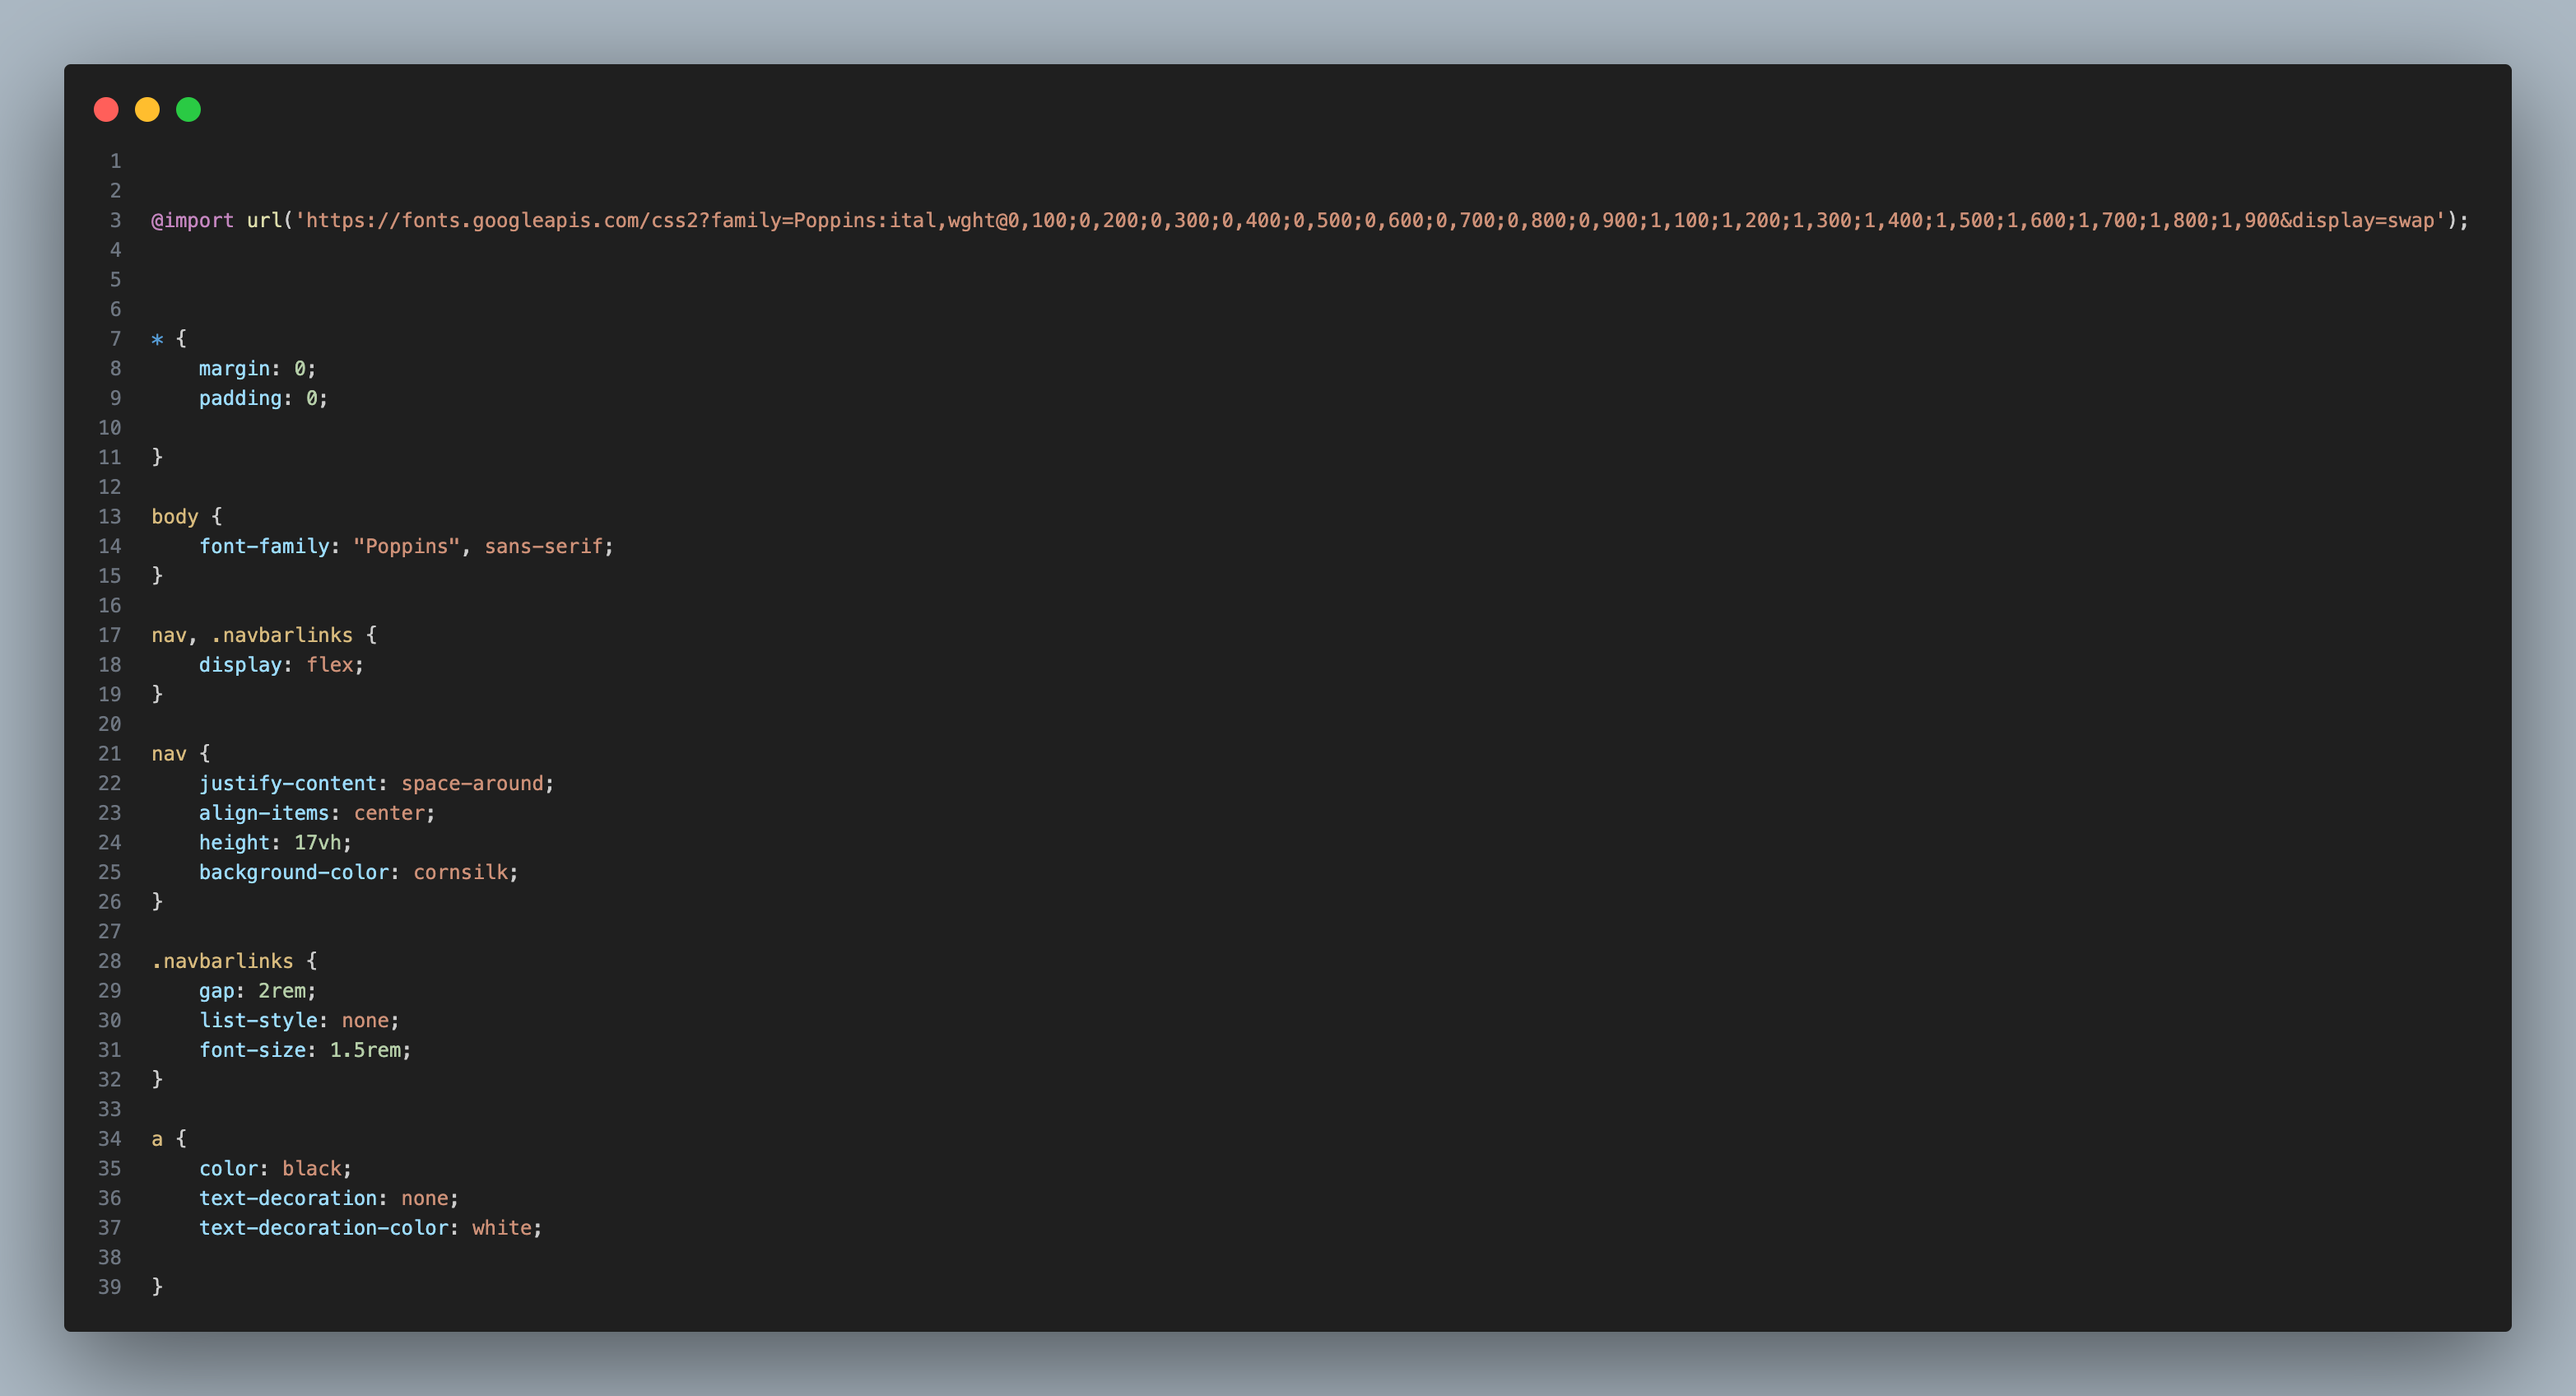 1
2
3 @import url('https://fonts.googleapis.com/css2?family=Poppins:ital,wght@0,100;0,200;0,300;0,400;0,500;0,600;0,700;0,800;0,900;1,100;1,200;1,300;1,400;1,500;1,600;1,700;1,800;1,900&display=swap');
4
5
6
7 * {
8     margin: 0;
9     padding: 0;
10
11 }
12
13 body {
14     font-family: "Poppins", sans-serif;
15 }
16
17 nav, .navbarlinks {
18     display: flex;
19 }
20
21 nav {
22     justify-content: space-around;
23     align-items: center;
24     height: 17vh;
25     background-color: cornsilk;
26 }
27
28 .navbarlinks {
29     gap: 2rem;
30     list-style: none;
31     font-size: 1.5rem;
32 }
33
34 a {
35     color: black;
36     text-decoration: none;
37     text-decoration-color: white;
38
39 }